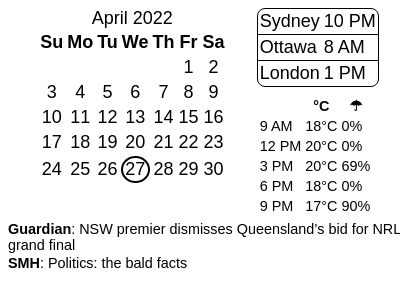 April 2022
Su Mo Tu We Th Fr Sa
1 2
3 4 5 6 7 8 9
10 11 12 13 14 15 16
17 18 19 20 21 22 23
24 25 26 27 28 29 30
Sydney 10 PM
Ottawa 8 AM
London 1 PM
°C ☂
9 AM 18°C 0%
12 PM 20°C 0%
3 PM 20°C 69%
6 PM 18°C 0%
9 PM 17°C 90%
Guardian: NSW premier dismisses Queensland’s bid for NRL
grand final
SMH: Politics: the bald facts